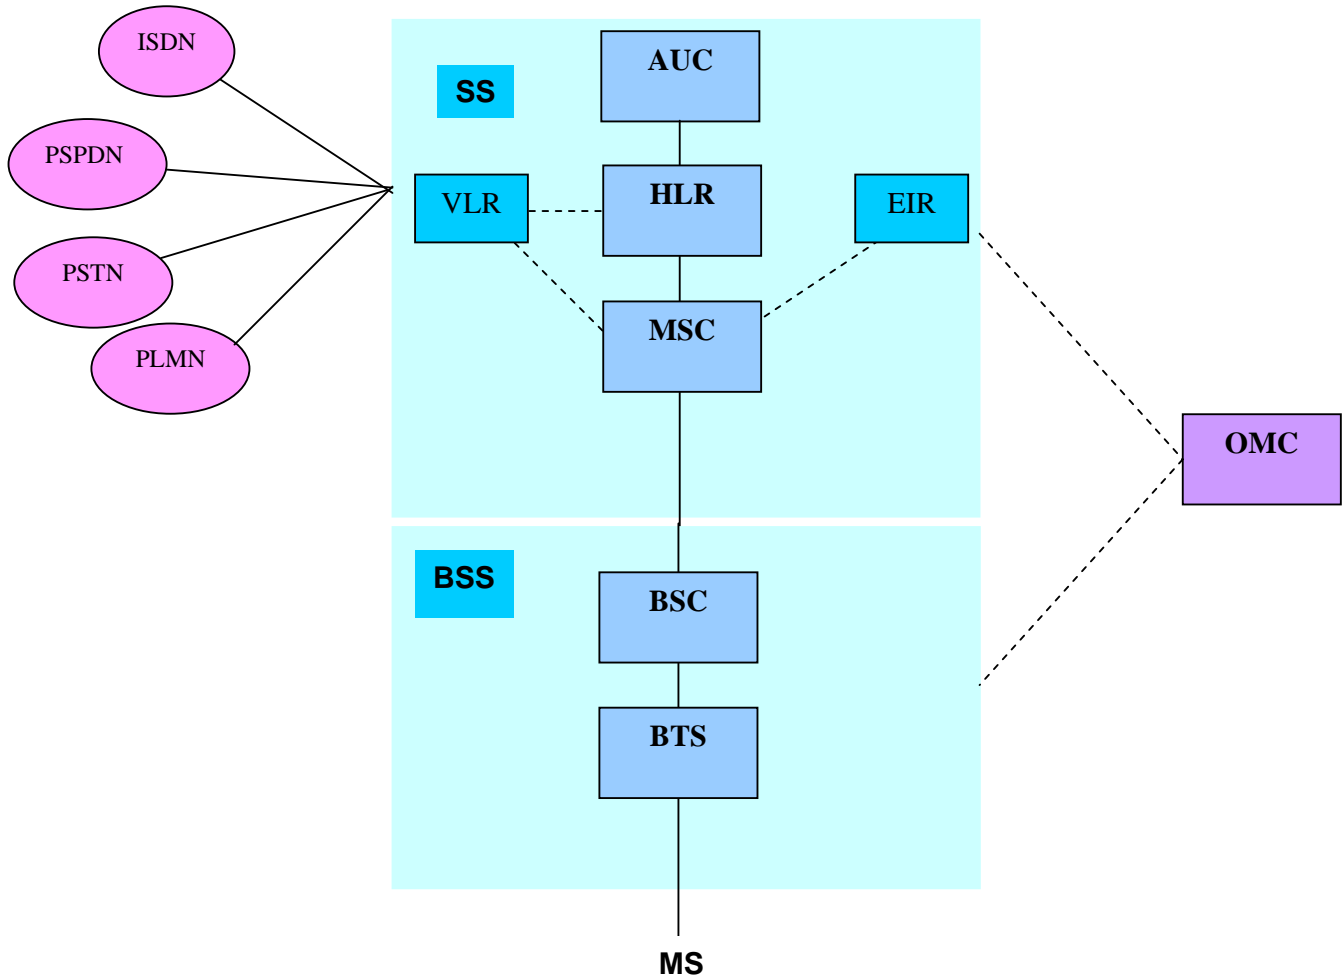 ISDN
AUC
SS
PSPDN
VLR
HLR
EIR
PSTN
MSC
PLMN
OMC
BSS
BSC
BTS
MS